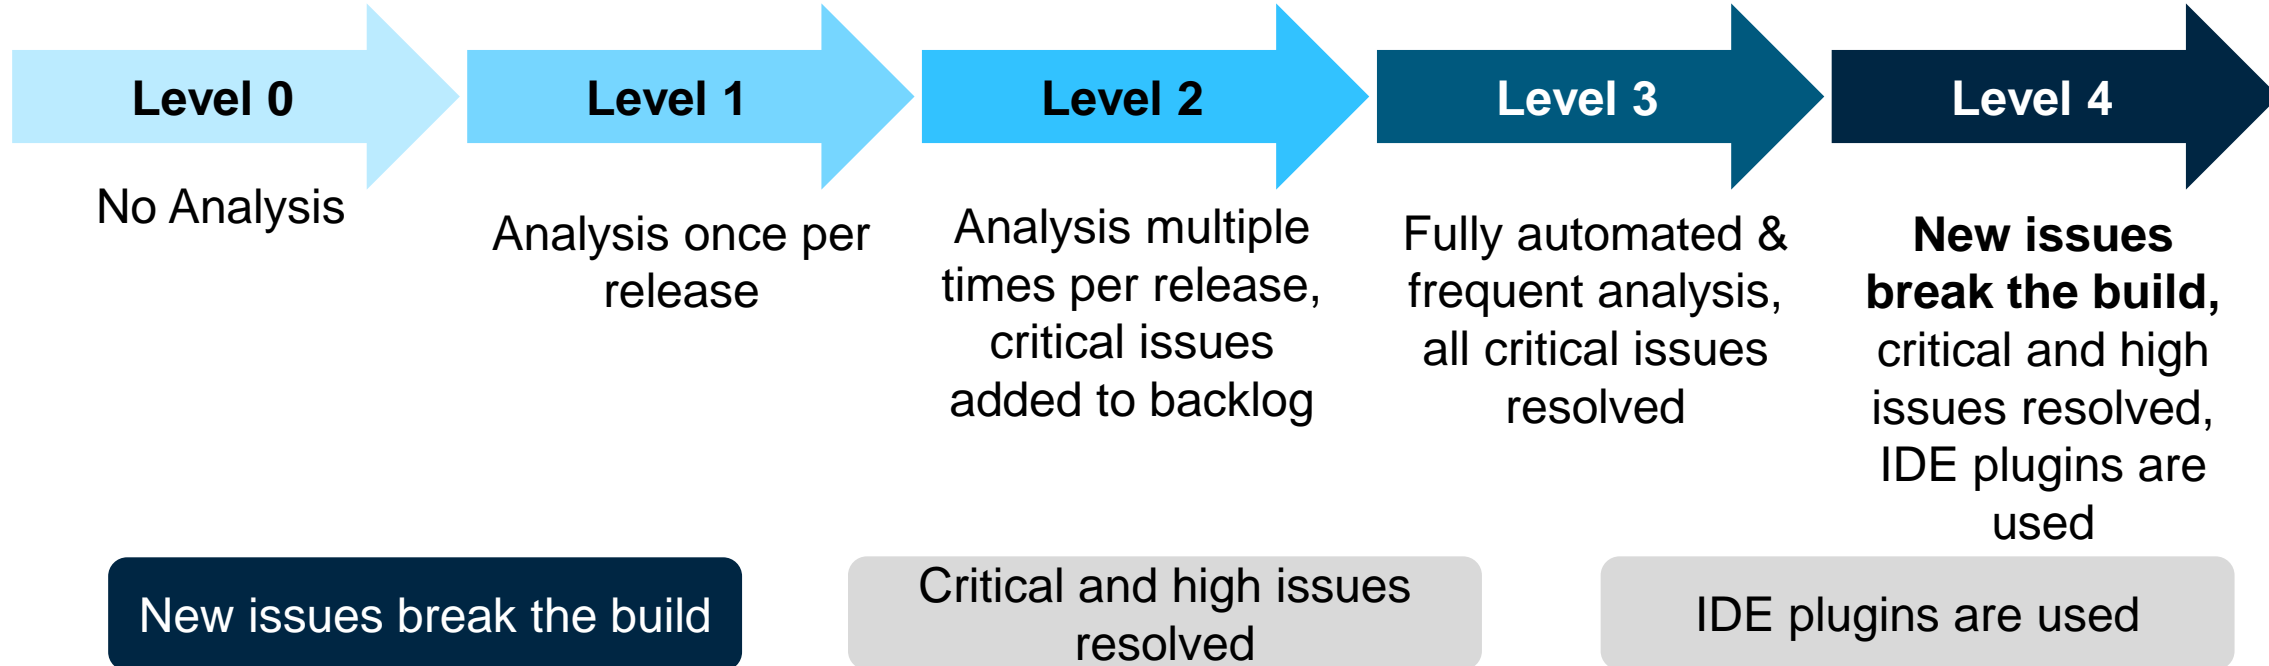 Level 0
Level 1
Level 2
Level 3
Level 4
No Analysis
Analysis once per
release
Analysis multiple
times per release,
critical issues
added to backlog
Fully automated &
frequent analysis,
all critical issues
resolved
New issues
break the build,
critical and high
issues resolved,
IDE plugins are
used
New issues break the build
Critical and high issues
resolved
IDE plugins are used